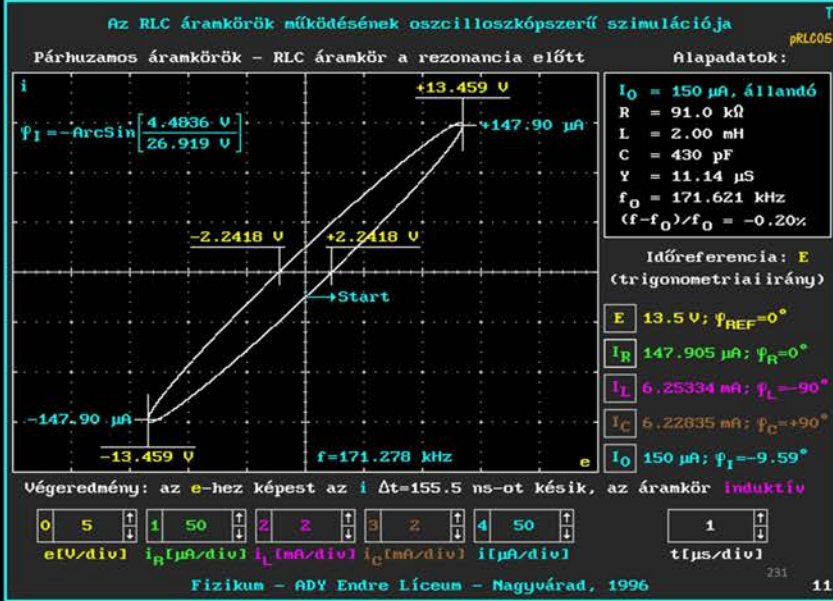 Az RLC áramkörök működésének oszcilloszkópszerű szimulációja
T
pRLCOS
Párhuzamos áramkörök – RLC áramkör a rezonancia előtt
Alapadatok:
i
+13.459 V
φI=-ArcSin[4.4836 V / 26.919 V]
+147.90 µA
-2.2418 V
+2.2418 V
Start
-147.90 µA
-13.459 V
f=171.278 kHz
e
I0 = 150 µA, állandó
R = 91.0 kΩ
L = 2.00 mH
C = 430 pF
Y = 11.14 µS
f0 = 171.621 kHz
(f-f0)/f0 = -0.20%
Időreferencia: E
(trigonometriai irány)
E 13.5 V; φREF=0°
IR 147.905 µA; φR=0°
IL 6.25334 mA; φL=-90°
IC 6.22835 mA; φC=+90°
I0 150 µA; φI=-9.59°
Végeredmény: az e-hez képest az i Δt=155.5 ns-ot késik, az áramkör induktív
0 5 1 50 2 2 3 2 4 50 1
e[V/div] iR[µA/div] iL[mA/div] iC[mA/div] i[µA/div] t[µs/div]
231
Fizikum – ADY Endre Líceum – Nagyvárad, 1996
11